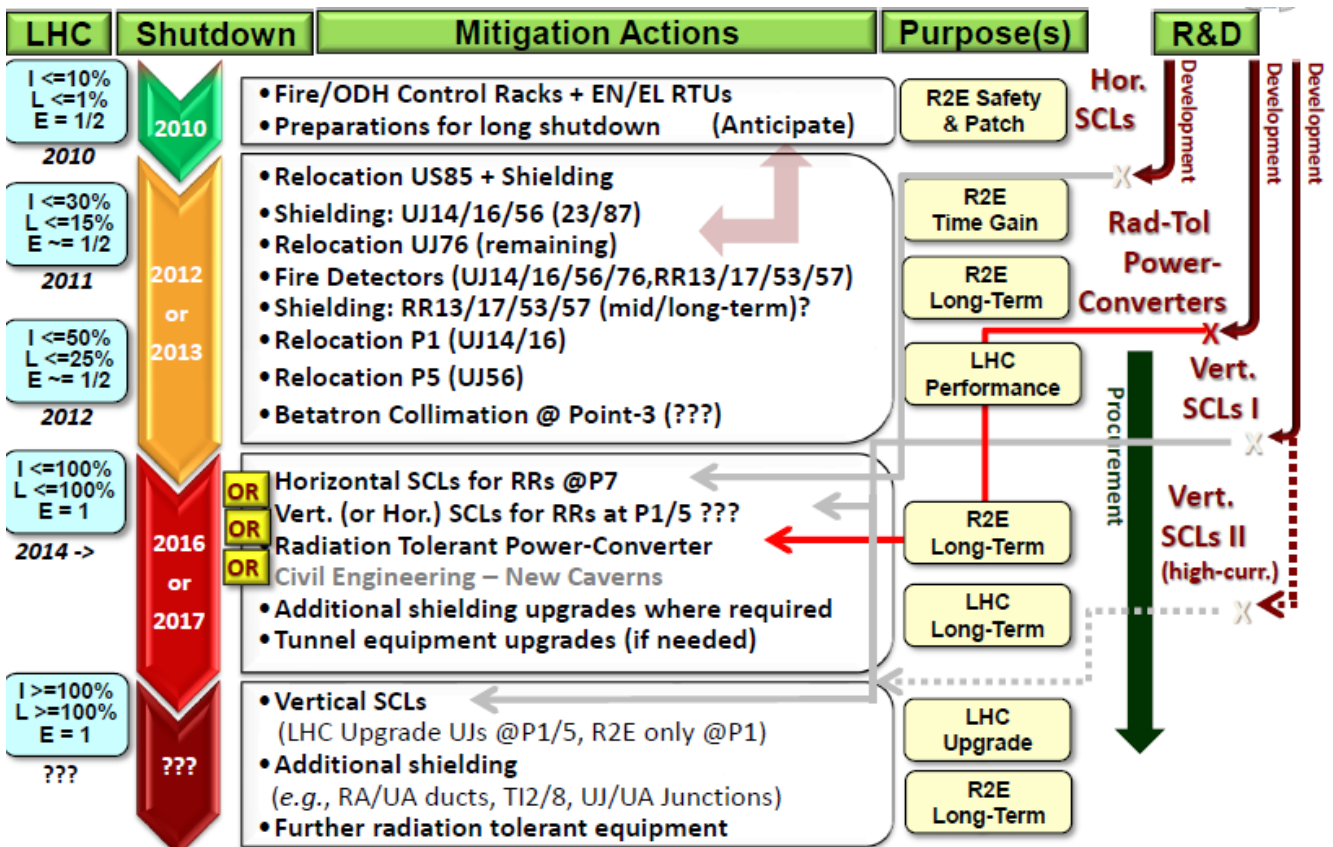 LHC
Shutdown
Mitigation Actions
Purpose(s)
R&D
I <=10%
L <=1%
E = 1/2
2010
I <=30%
L <=15%
E ~= 1/2
2011
I <=50%
L <=25%
E ~= 1/2
2012
I <=100%
L <=100%
E = 1
2014 ->
I >=100%
L >=100%
E = 1
???
2010
2012
or
2013
2016
or
2017
???
•Fire/ODH Control Racks + EN/EL RTUs
•Preparations for long shutdown (Anticipate)
•Relocation US85 + Shielding
•Shielding: UJ14/16/56 (23/87)
•Relocation UJ76 (remaining)
•Fire Detectors (UJ14/16/56/76,RR13/17/53/57)
•Shielding: RR13/17/53/57 (mid/long-term)?
•Relocation P1 (UJ14/16)
•Relocation P5 (UJ56)
•Betatron Collimation @ Point-3 (???)
Horizontal SCLs for RRs @P7
OR
Vert. (or Hor.) SCLs for RRs at P1/5 ???
OR
Radiation Tolerant Power-Converter
OR
Civil Engineering – New Caverns
•Additional shielding upgrades where required
•Tunnel equipment upgrades (if needed)
•Vertical SCLs
(LHC Upgrade UJs @P1/5, R2E only @P1)
•Additional shielding
(e.g., RA/UA ducts, TI2/8, UJ/UA Junctions)
•Further radiation tolerant equipment
R2E Safety
& Patch
R2E
Time Gain
R2E
Long-Term
LHC
Performance
R2E
Long-Term
LHC
Long-Term
LHC
Upgrade
R2E
Long-Term
Hor.
SCLs
Development
Development
Development
X
Rad-Tol
Power-
Converters
X
Vert.
SCLs I
X
Procurement
Vert.
SCLs II
(high-curr.)
X